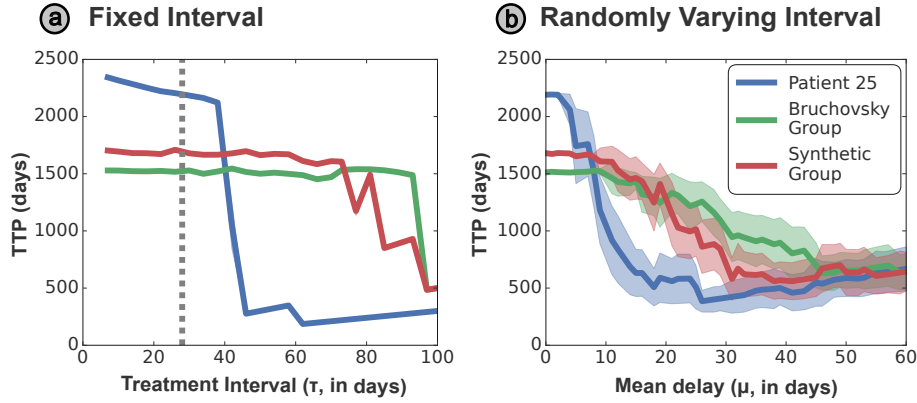 a Fixed Interval
TTP (days)
2500
2000
1500
1000
500
0
0 20 40 60 80 100
Treatment Interval (τ, in days)
b Randomly Varying Interval
TTP (days)
2500
2000
1500
1000
500
0
0 10 20 30 40 50 60
Mean delay (μ, in days)
Patient 25
Bruchovsky
Group
Synthetic
Group